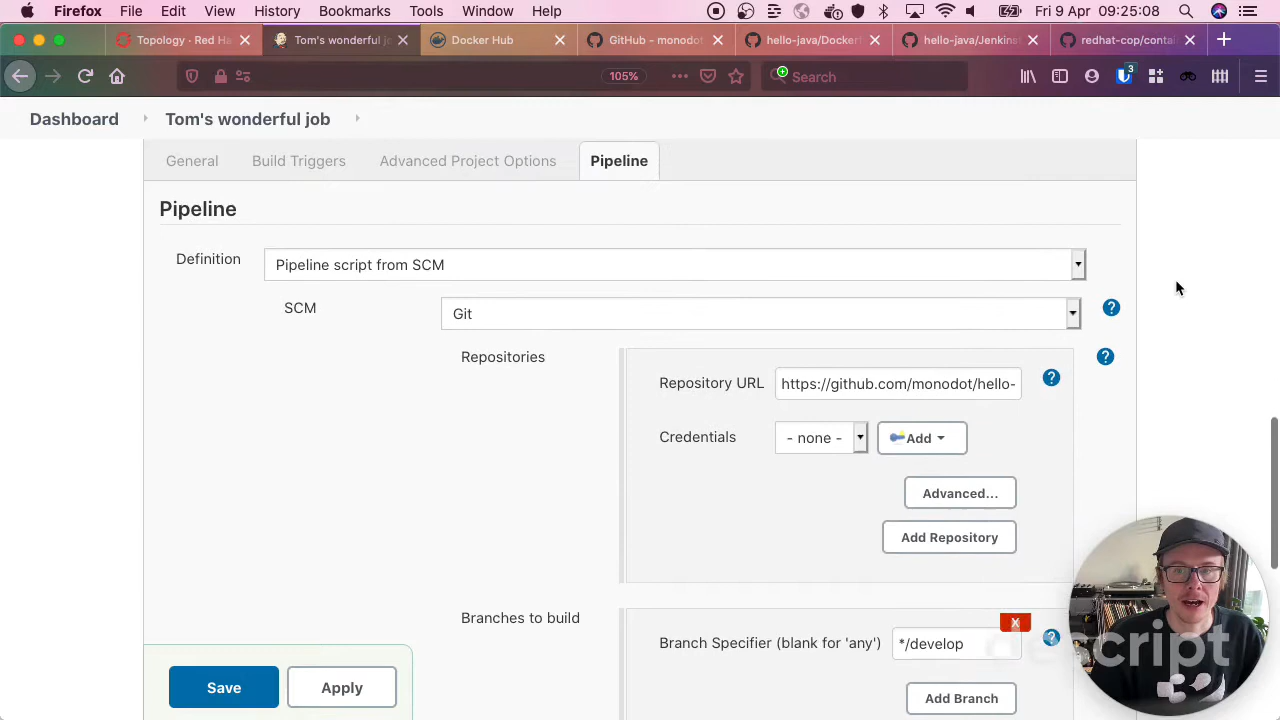 Firefox File Edit View History Bookmarks Tools Window Help Fri 9 Apr 09:25:08
Topology - Red Ha
Tom's wonderful jo
Docker Hub
GitHub - monodot
hello-java/Dockerf
hello-java/Jenkins
redhat-cop/contai
105%
Search
3
Dashboard
Tom's wonderful job
General
Build Triggers
Advanced Project Options
Pipeline
Pipeline
Definition
Pipeline script from SCM
SCM
Git
Repositories
Repository URL
https://github.com/monodot/hello-
Credentials
- none -
Add
Advanced...
Add Repository
Branches to build
X
Branch Specifier (blank for 'any')
*/develop
Add Branch
Save
Apply
descript